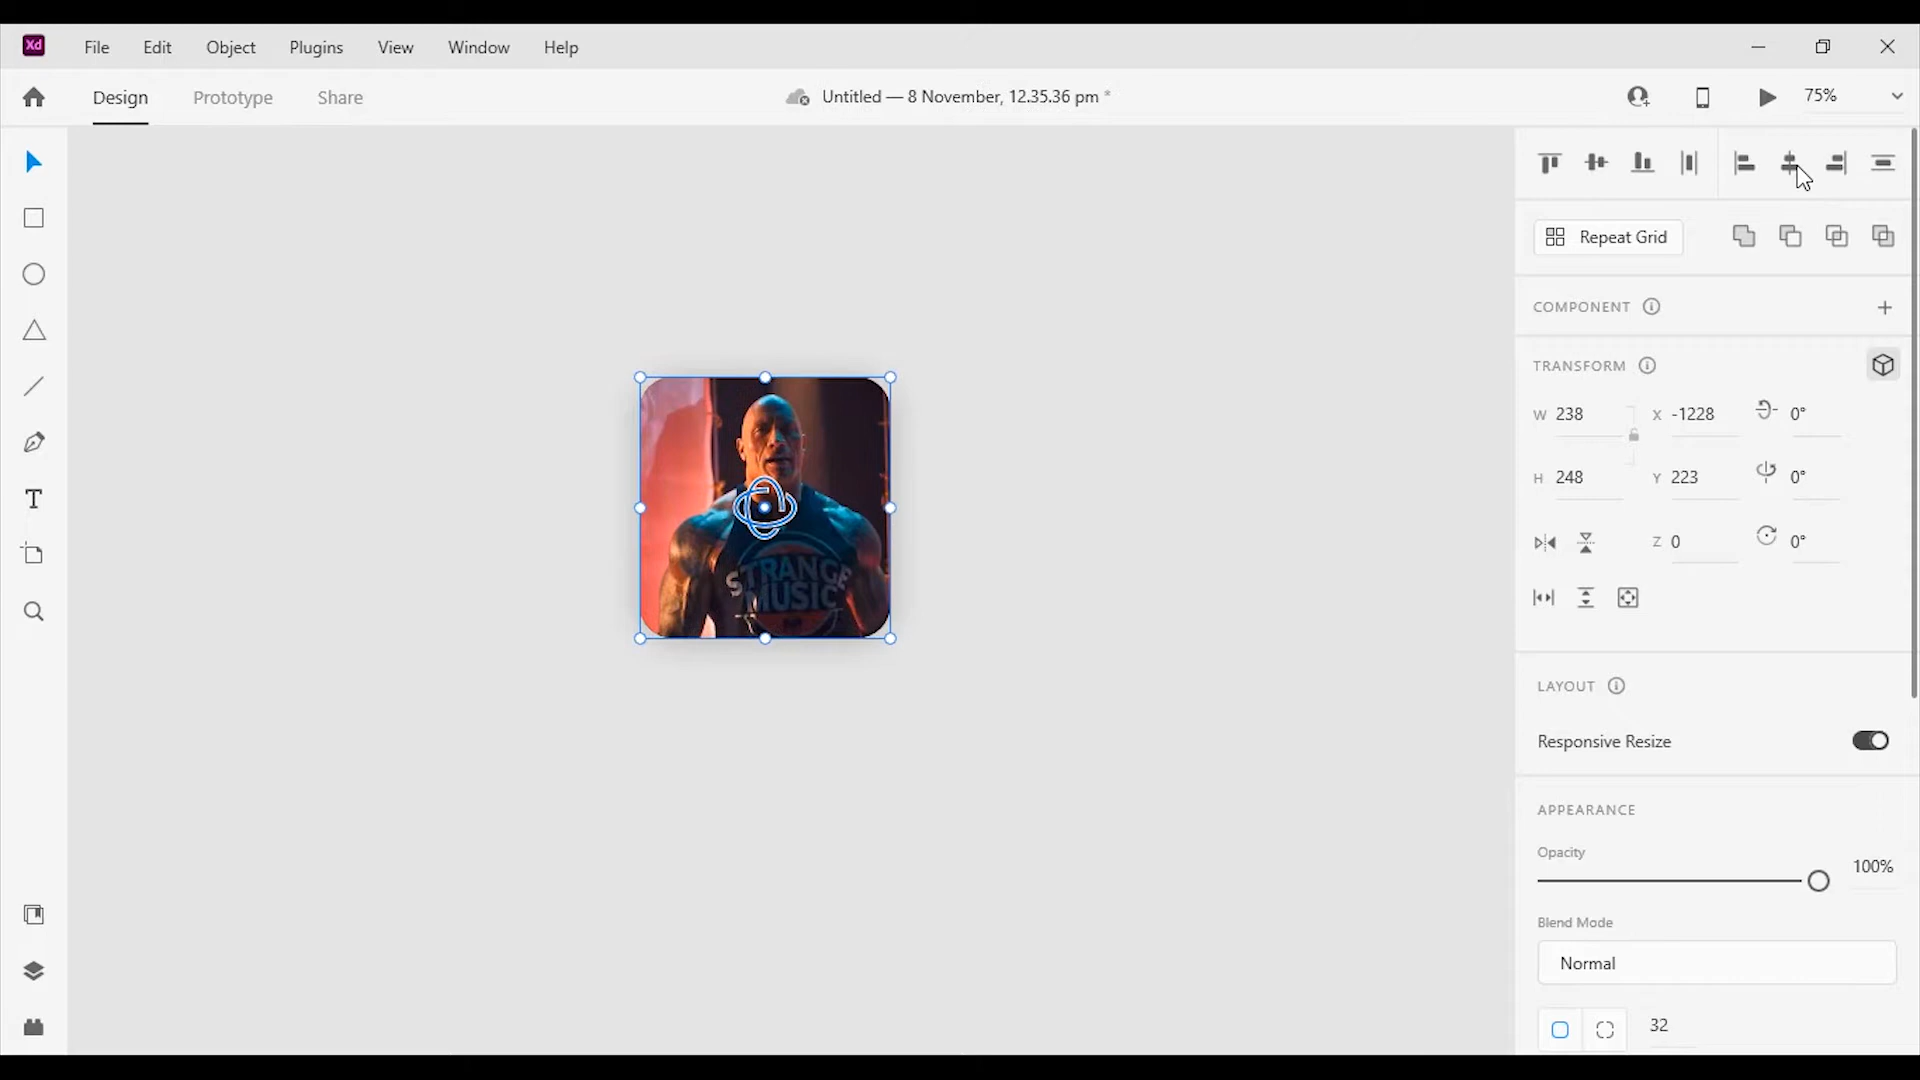 Xd File Edit Object Plugins View Window Help
Design Prototype Share Untitled — 8 November, 12.35.36 pm * 75%
Repeat Grid
COMPONENT
TRANSFORM
W 238 X -1228 0°
H 248 Y 223 0°
Z 0 0°
STRANGE
MUSIC
LAYOUT
Responsive Resize
APPEARANCE
Opacity
100%
Blend Mode
Normal
32